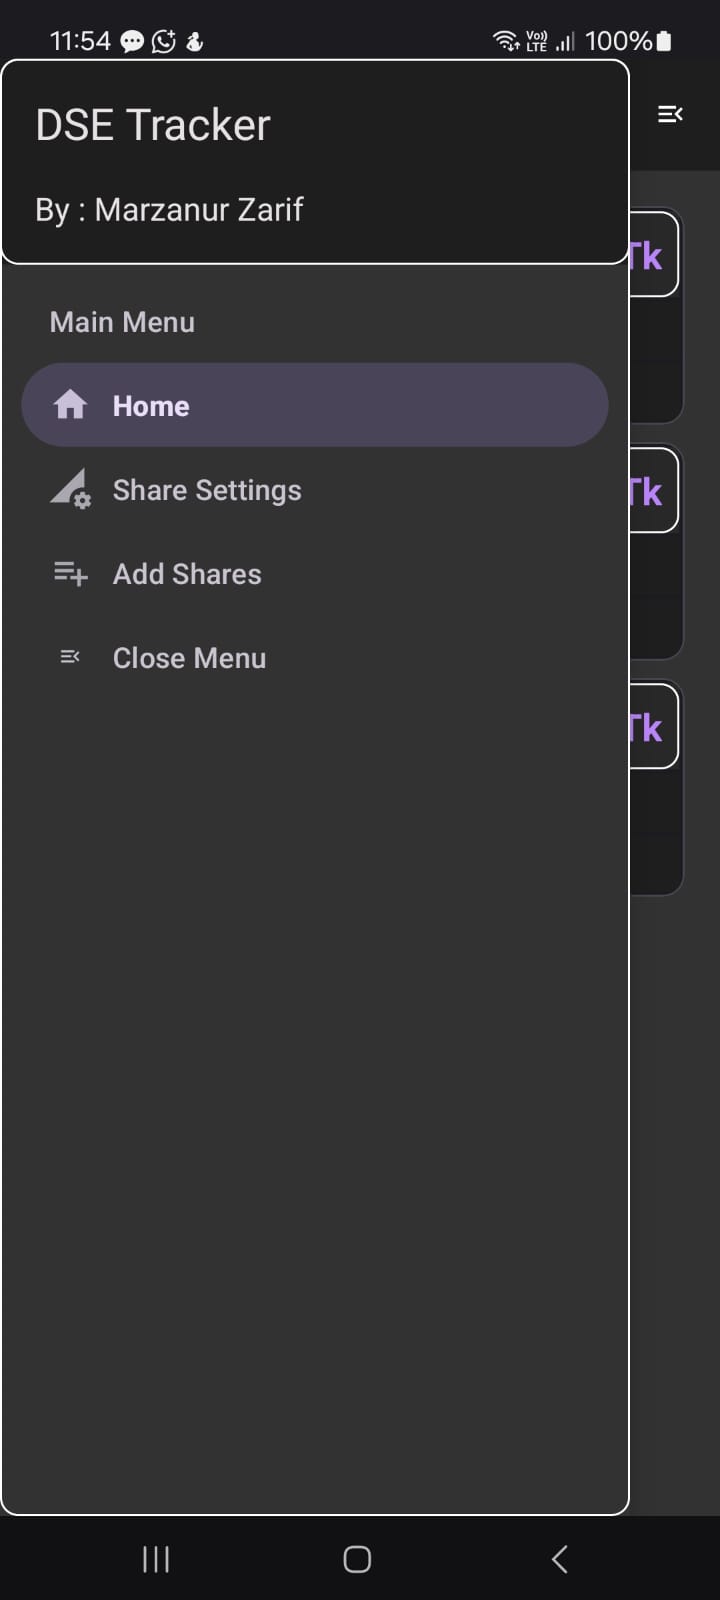 11:54
Vo)) LTE
100%
DSE Tracker
By : Marzanur Zarif
Main Menu
Home
Share Settings
Add Shares
Close Menu
Tk
Tk
Tk